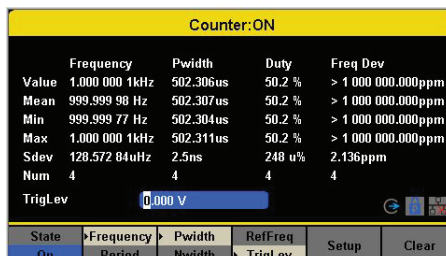 Counter:ON
Frequency Pwidth Duty Freq Dev
Value 1.000 000 1kHz 502.306us 50.2 % > 1 000 000.000ppm
Mean 999.999 98 Hz 502.307us 50.2 % > 1 000 000.000ppm
Min 999.999 77 Hz 502.304us 50.2 % > 1 000 000.000ppm
Max 1.000 000 1kHz 502.311us 50.2 % > 1 000 000.000ppm
Sdev 128.572 84uHz 2.5ns 248 u% 2.136ppm
Num 4 4 4 4
TrigLev 0.000 V
State Frequency Pwidth RefFreq Setup Clear
On Period Nwidth TrigLev